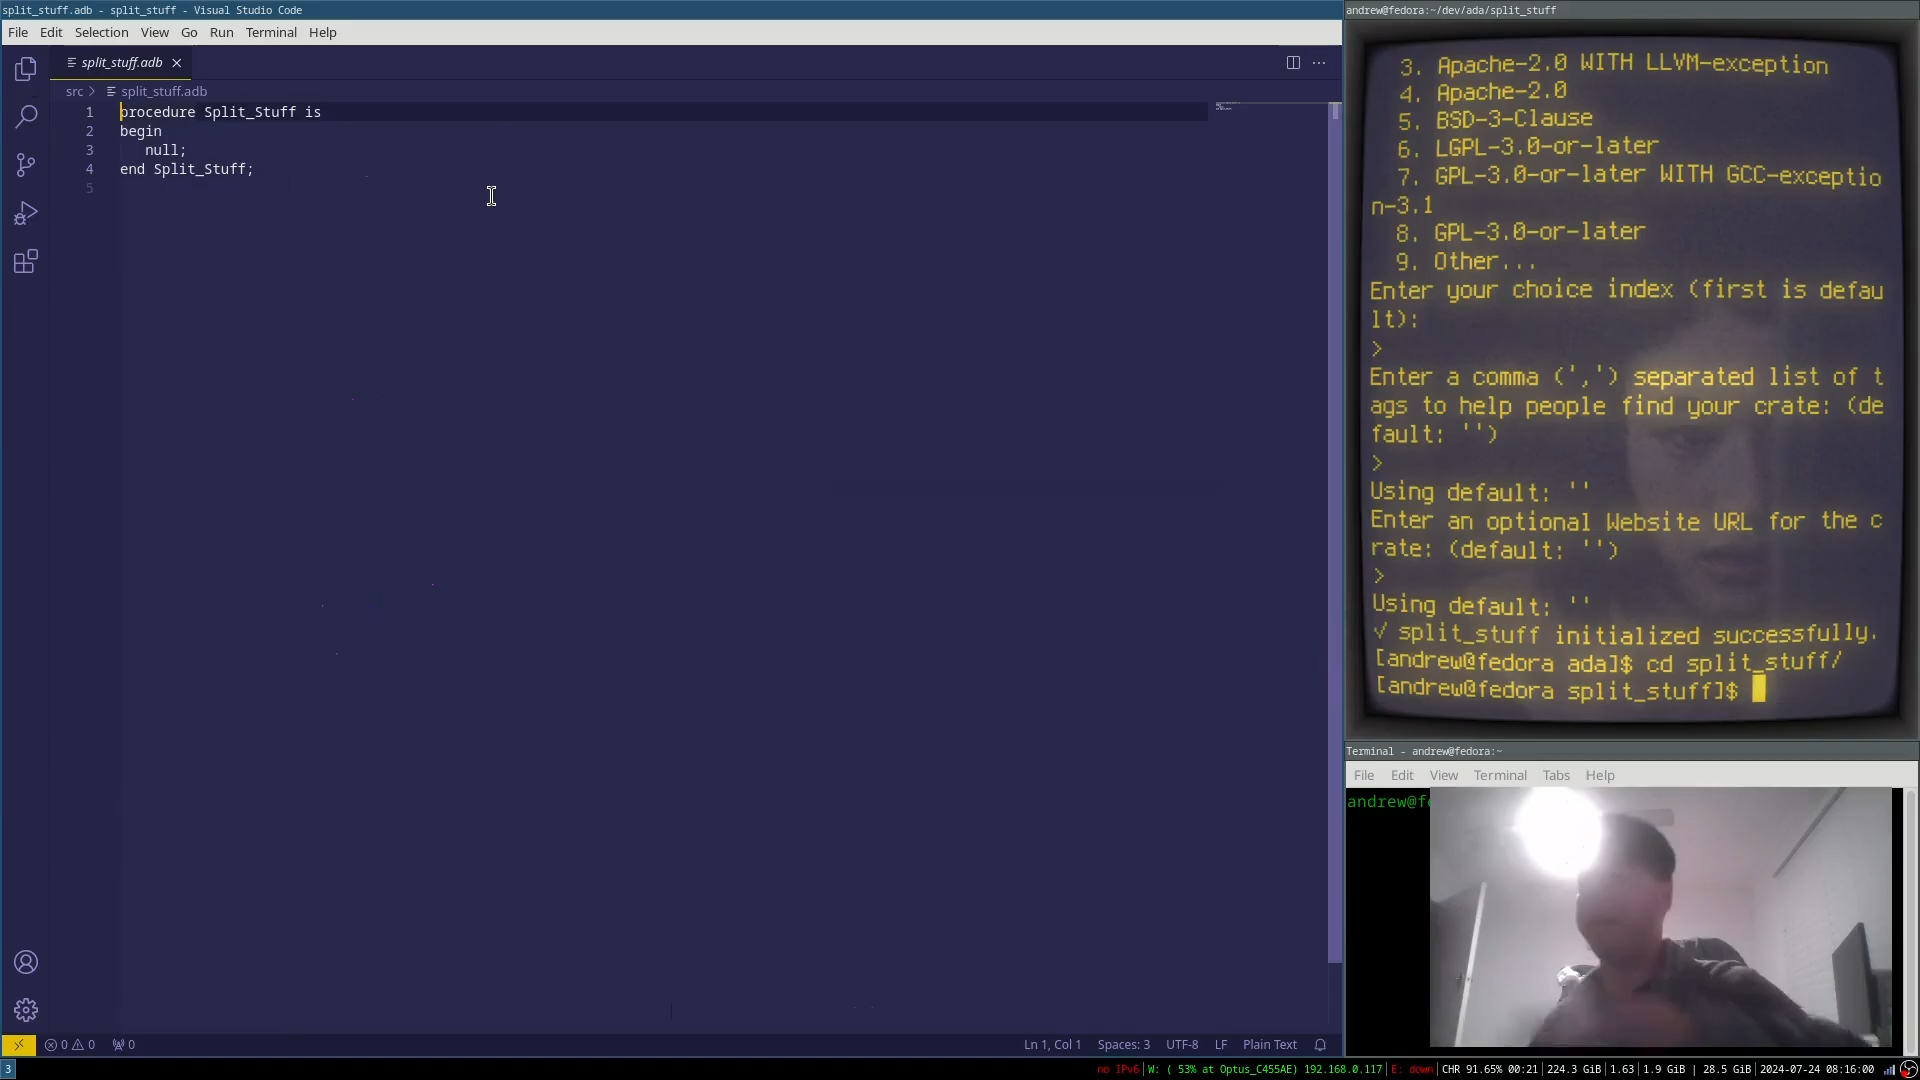 split_stuff.adb - split_stuff - Visual Studio Code
File Edit Selection View Go Run Terminal Help
split_stuff.adb
src split_stuff.adb
1 procedure Split_Stuff is
2 begin
3 null;
4 end Split_Stuff;
5
Ln 1, Col 1 Spaces: 3 UTF-8 LF Plain Text
0 0 0
andrew@fedora:~/dev/ada/split_stuff
3. Apache-2.0 WITH LLVM-exception
4. Apache-2.0
5. BSD-3-Clause
6. LGPL-3.0-or-later
7. GPL-3.0-or-later WITH GCC-exceptio
n-3.1
8. GPL-3.0-or-later
9. Other...
Enter your choice index (first is defau
lt):
>
Enter a comma (',') separated list of t
ags to help people find your crate: (de
fault: '')
>
Using default: ''
Enter an optional Website URL for the c
rate: (default: '')
>
Using default: ''
√ split_stuff initialized successfully.
[andrew@fedora ada]$ cd split_stuff/
[andrew@fedora split_stuff]$
Terminal - andrew@fedora:~
File Edit View Terminal Tabs Help
andrew@fe
3
no IPv6 W: ( 53% at Optus_C455AE) 192.168.0.117 E: down CHR 91.65% 00:21 224.3 GiB 1.63 1.9 GiB 28.5 GiB 2024-07-24 08:16:00